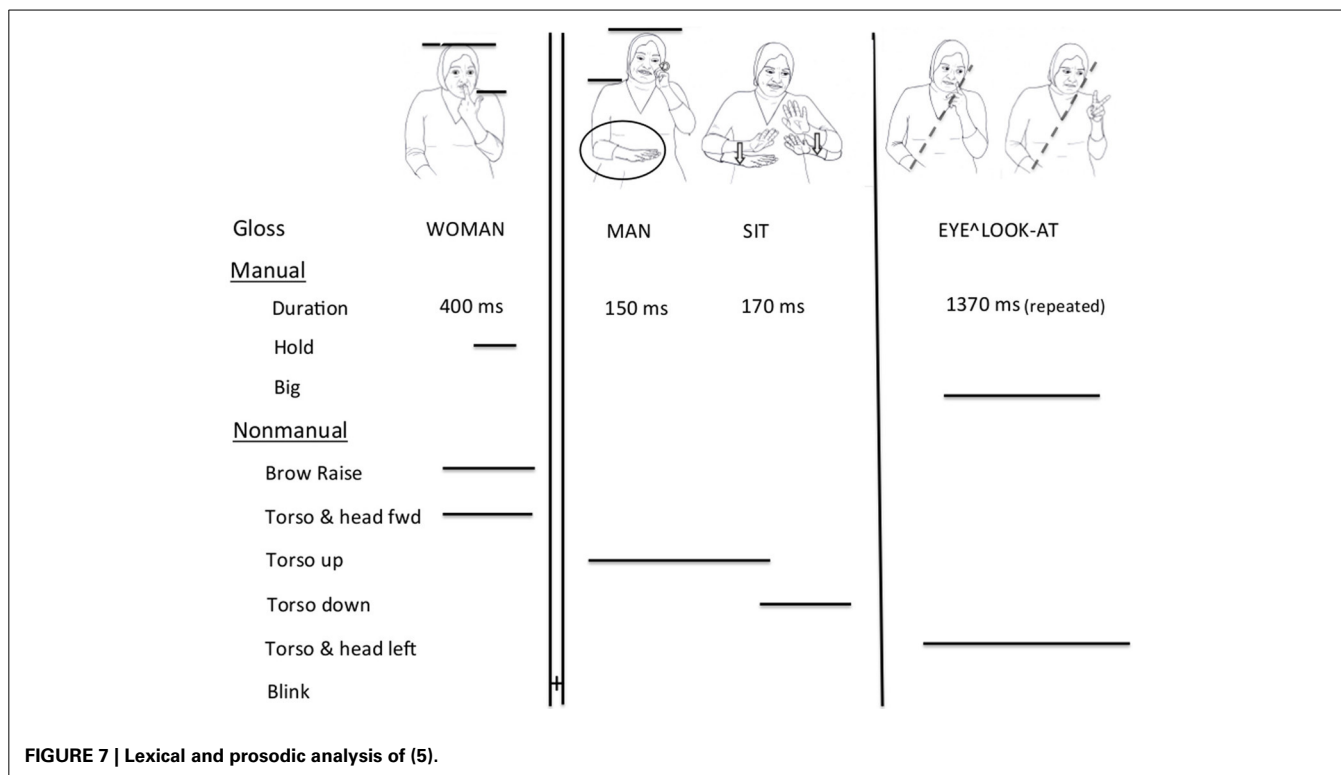 Gloss WOMAN MAN SIT EYE^LOOK-AT
Manual
Duration 400 ms 150 ms 170 ms 1370 ms (repeated)
Hold
Big
Nonmanual
Brow Raise
Torso & head fwd
Torso up
Torso down
Torso & head left
Blink +
FIGURE 7 | Lexical and prosodic analysis of (5).